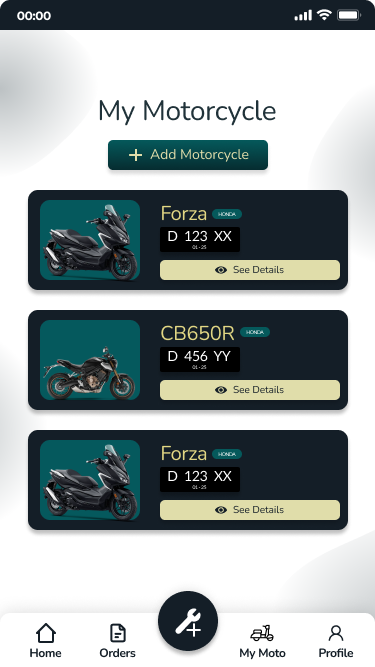 00:00
My Motorcycle
Add Motorcycle
Forza HONDA
D 123 XX
01-25
See Details
CB650R HONDA
D 456 YY
01-25
See Details
Forza HONDA
D 123 XX
01-25
See Details
Home Orders My Moto Profile